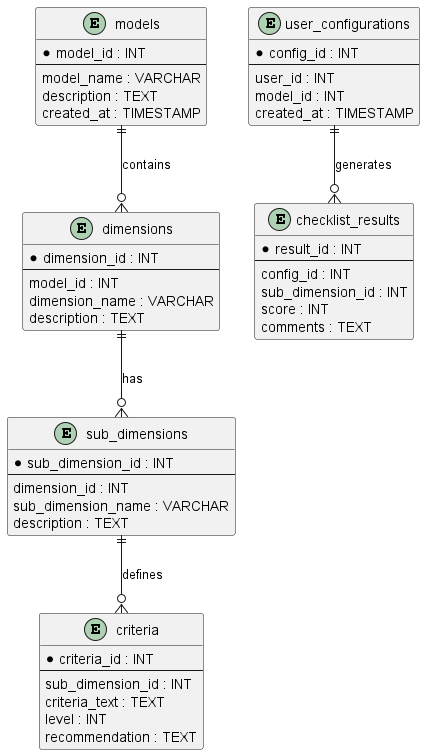 E models
* model_id : INT
model_name : VARCHAR
description : TEXT
created_at : TIMESTAMP
E user_configurations
* config_id : INT
user_id : INT
model_id : INT
created_at : TIMESTAMP
contains
generates
E dimensions
* dimension_id : INT
model_id : INT
dimension_name : VARCHAR
description : TEXT
E checklist_results
* result_id : INT
config_id : INT
sub_dimension_id : INT
score : INT
comments : TEXT
has
E sub_dimensions
* sub_dimension_id : INT
dimension_id : INT
sub_dimension_name : VARCHAR
description : TEXT
defines
E criteria
* criteria_id : INT
sub_dimension_id : INT
criteria_text : TEXT
level : INT
recommendation : TEXT